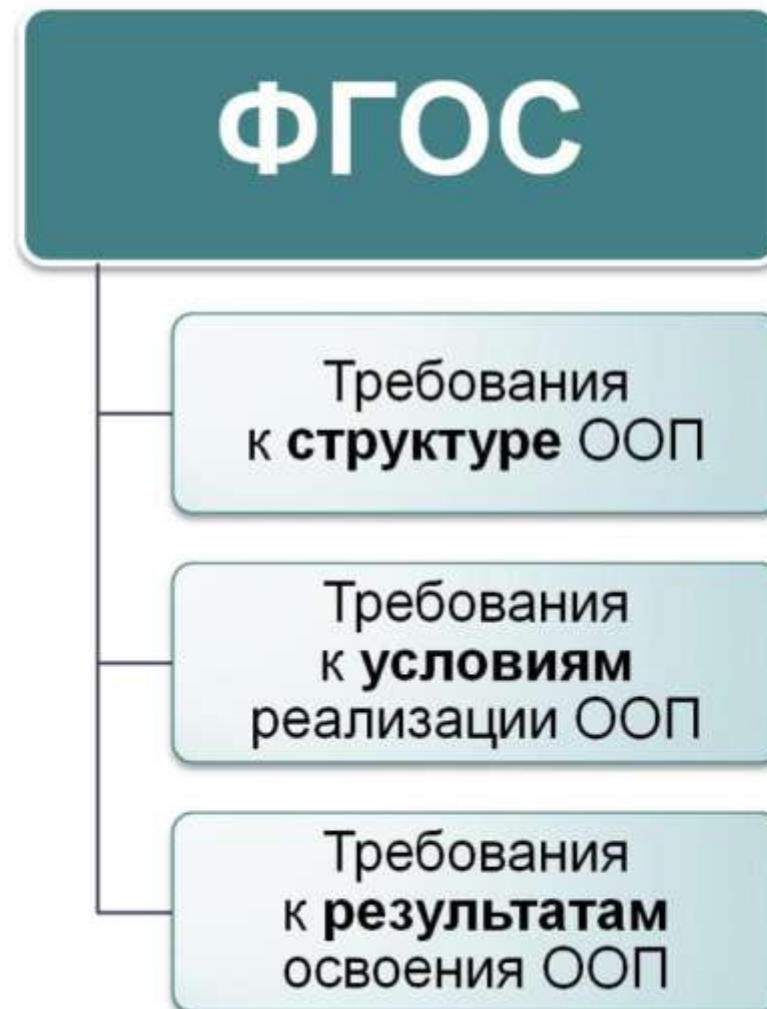 ФГОС
Требования
к структуре ООП
Требования
к условиям
реализации ООП
Требования
к результатам
освоения ООП